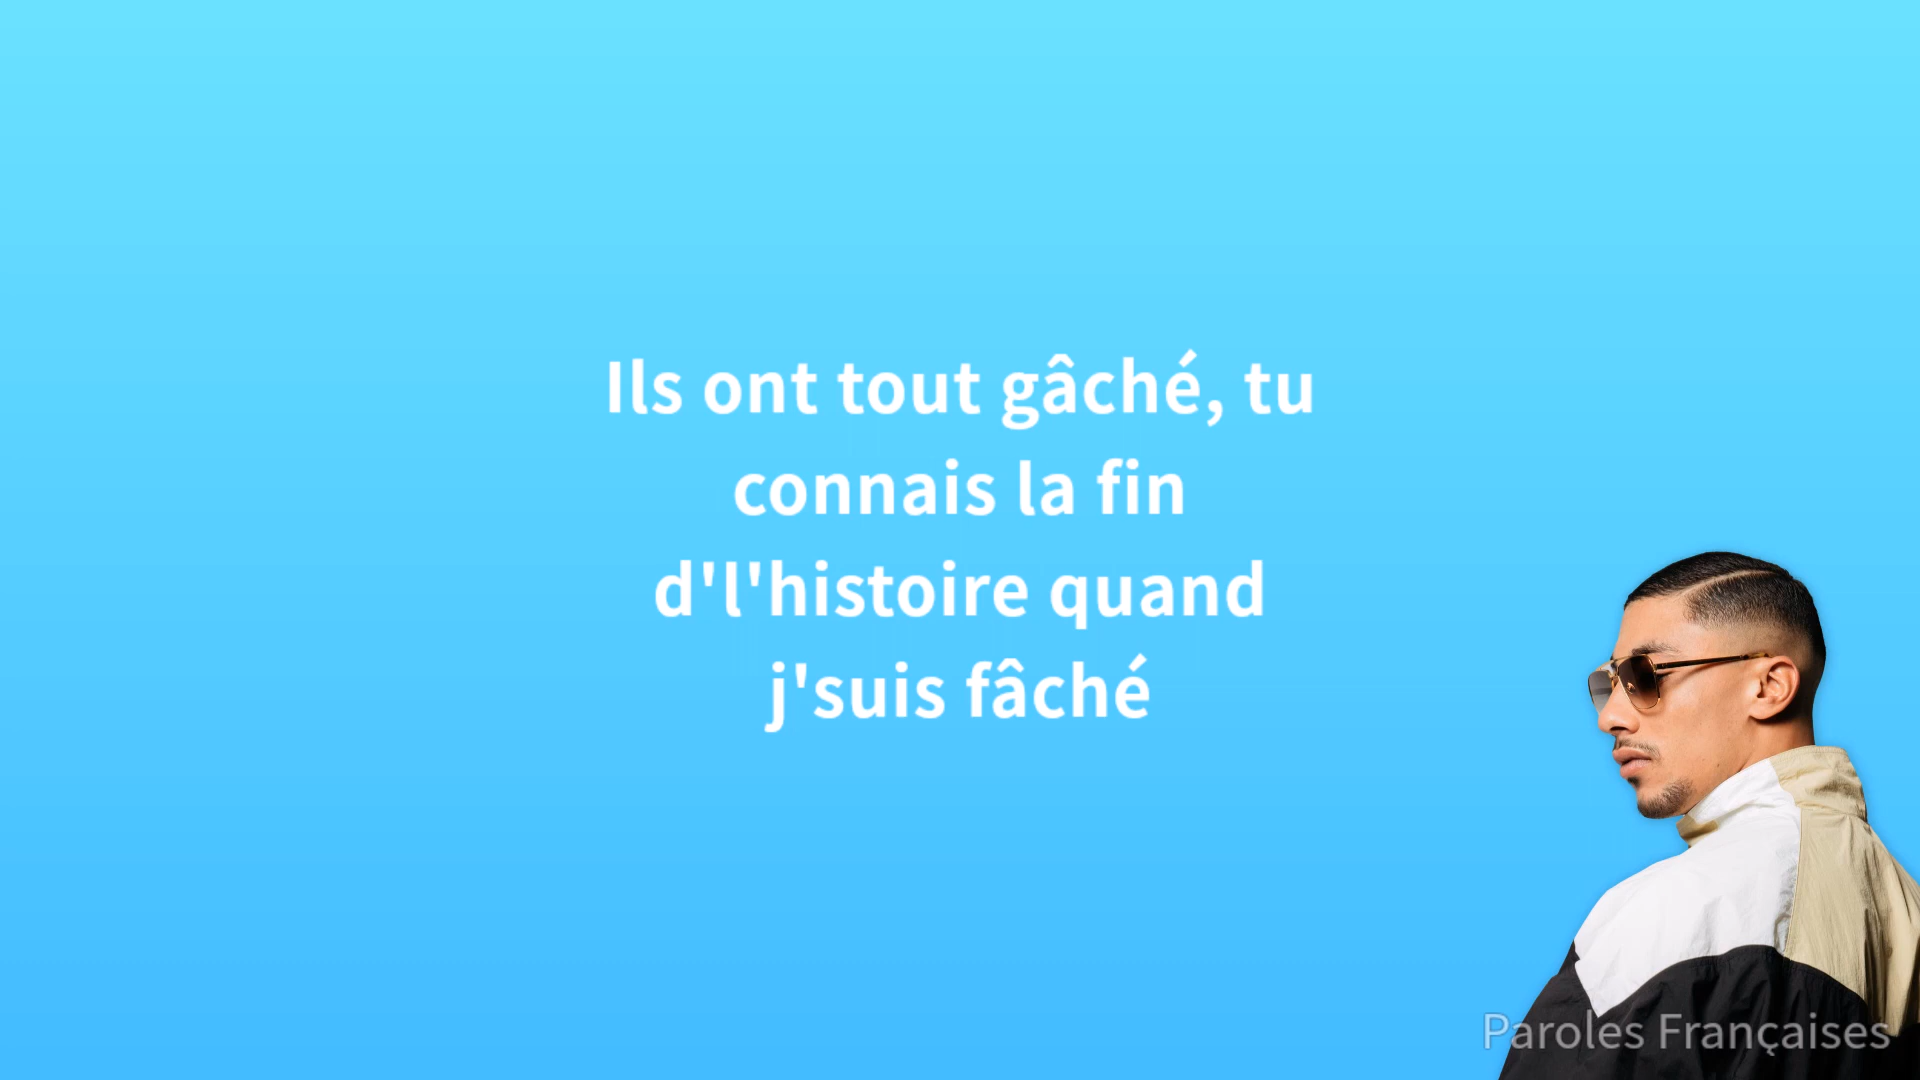 Ils ont tout gâché, tu
connais la fin
d'l'histoire quand
j'suis fâché
Paroles Françaises